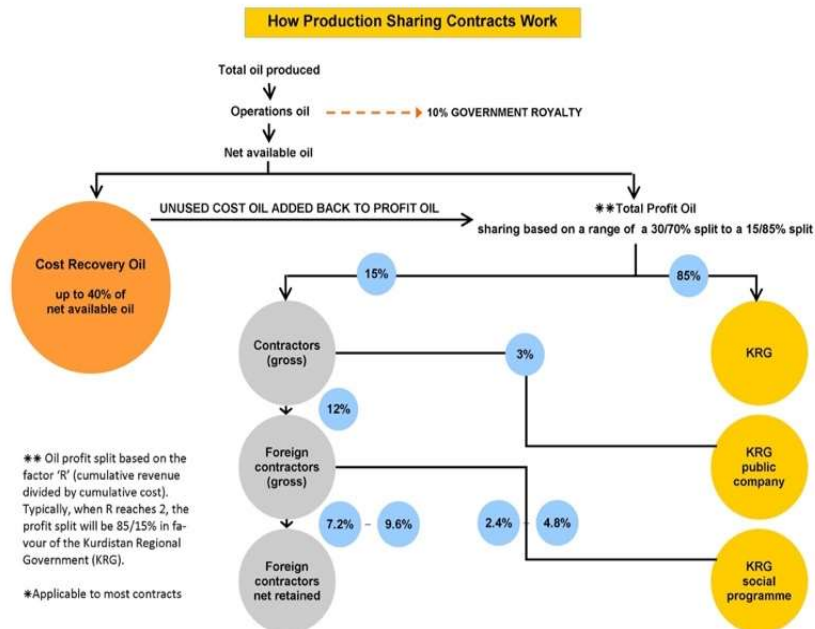 How Production Sharing Contracts Work
Total oil produced
Operations oil
10% GOVERNMENT ROYALTY
Net available oil
UNUSED COST OIL ADDED BACK TO PROFIT OIL
**Total Profit Oil
sharing based on a range of a 30/70% split to a 15/85% split
Cost Recovery Oil
up to 40% of
net available oil
15%
85%
Contractors
(gross)
3%
KRG
12%
Foreign
contractors
(gross)
KRG
public
company
7.2% – 9.6%
2.4% – 4.8%
Foreign
contractors
net retained
KRG
social
programme
** Oil profit split based on the
factor ‘R’ (cumulative revenue
divided by cumulative cost).
Typically, when R reaches 2, the
profit split will be 85/15% in fa-
vour of the Kurdistan Regional
Government (KRG).
*Applicable to most contracts